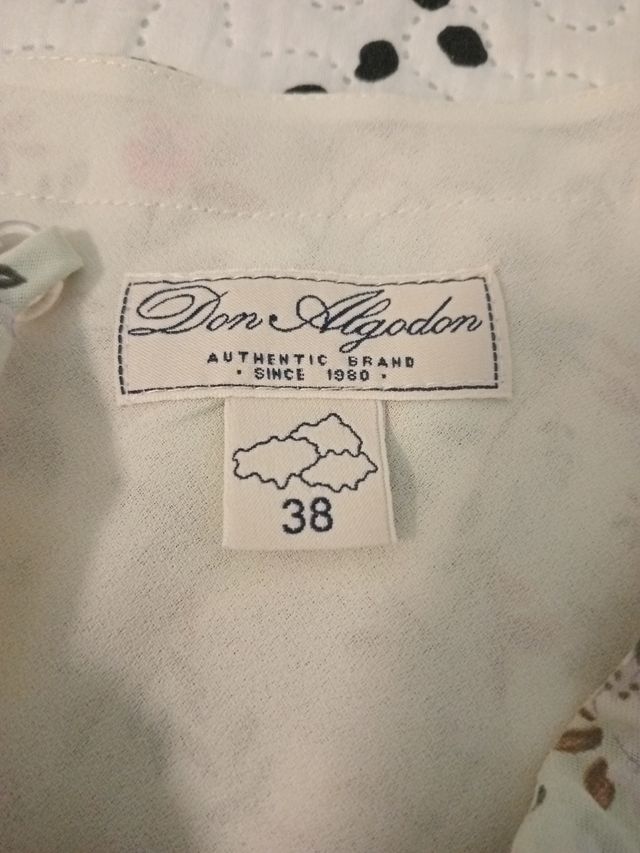 Don Algodon
AUTHENTIC BRAND
· SINCE 1980 ·
38